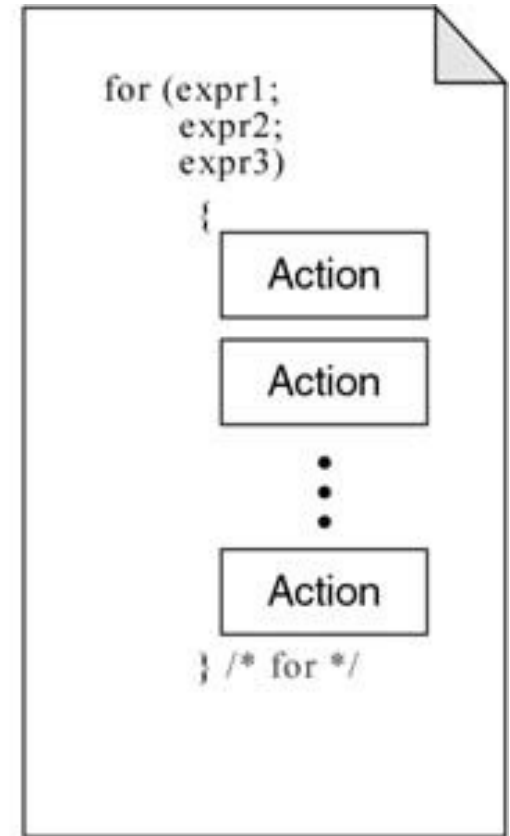 for (expr1;
expr2;
expr3)
{
Action
Action
Action
} /* for */